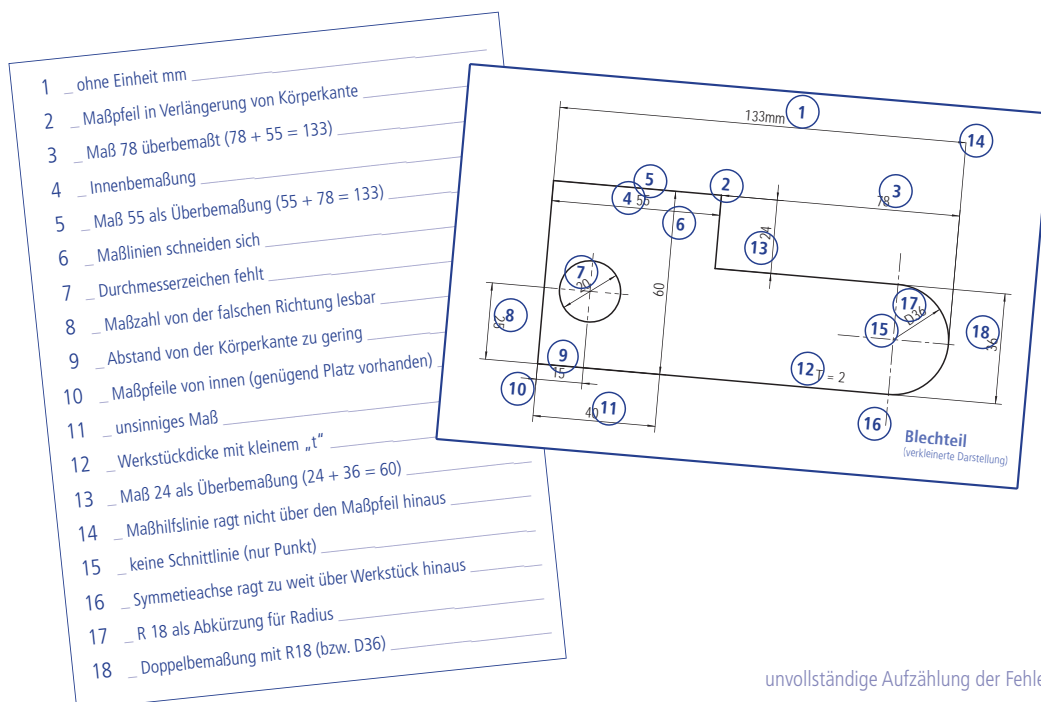 1 _ ohne Einheit mm
2 _ Maßpfeil in Verlängerung von Körperkante
3 _ Maß 78 überbemaßt (78 + 55 = 133)
4 _ Innenbemaßung
5 _ Maß 55 als Überbemaßung (55 + 78 = 133)
6 _ Maßlinien schneiden sich
7 _ Durchmesserzeichen fehlt
8 _ Maßzahl von der falschen Richtung lesbar
9 _ Abstand von der Körperkante zu gering
10 _ Maßpfeile von innen (genügend Platz vorhanden)
11 _ unsinniges Maß
12 _ Werkstückdicke mit kleinem „t“
13 _ Maß 24 als Überbemaßung (24 + 36 = 60)
14 _ Maßhilfslinie ragt nicht über den Maßpfeil hinaus
15 _ keine Schnittlinie (nur Punkt)
16 _ Symmetieachse ragt zu weit über Werkstück hinaus
17 _ R 18 als Abkürzung für Radius
18 _ Doppelbemaßung mit R18 (bzw. D36)
133mm
1
14
5
2
3
4
55
78
6
24
13
7
20
60
17
8
D36
15
18
36
9
12
T = 2
15
10
40
11
16
Blechteil
(verkleinerte Darstellung)
unvollständige Aufzählung der Fehle